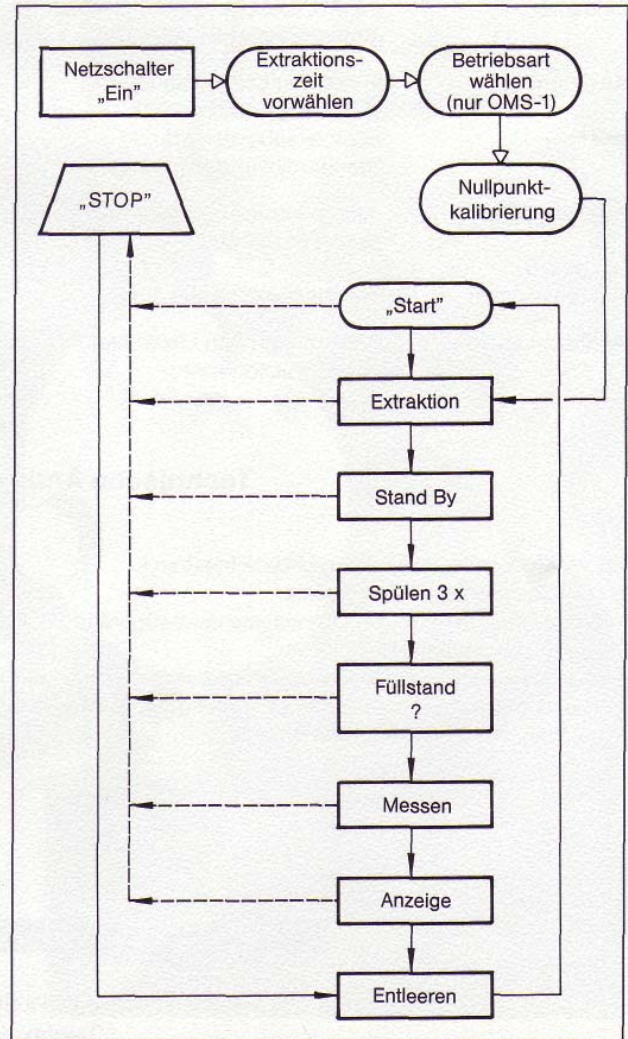 Netzschalter
„Ein”
Extraktions-
zeit
vorwählen
Betriebsart
wählen
(nur OMS-1)
Nullpunkt-
kalibrierung
„STOP”
„Start”
Extraktion
Stand By
Spülen 3 x
Füllstand
?
Messen
Anzeige
Entleeren